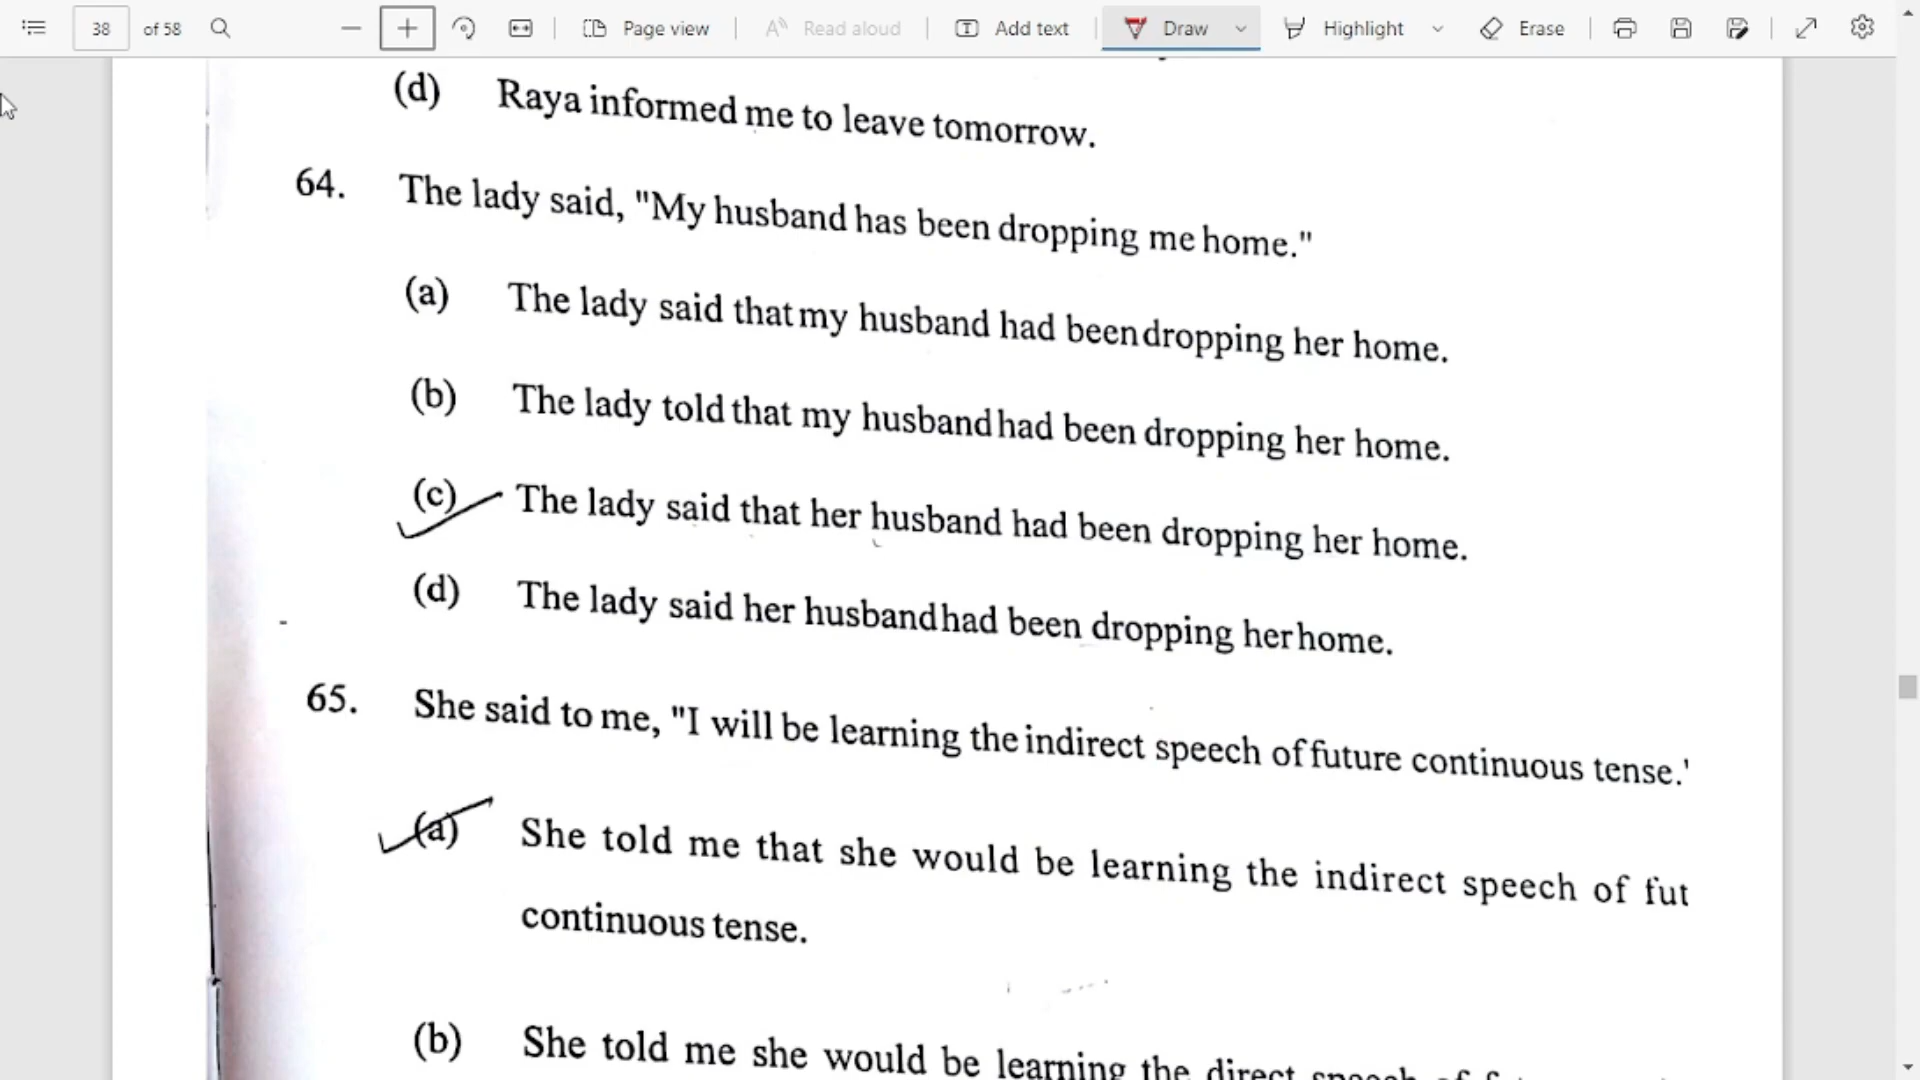 38 of 58 Page view Read aloud Add text Draw Highlight Erase
(d) Raya informed me to leave tomorrow.
64. The lady said, "My husband has been dropping me home."
(a) The lady said that my husband had been dropping her home.
(b) The lady told that my husband had been dropping her home.
(c) The lady said that her husband had been dropping her home.
(d) The lady said her husband had been dropping her home.
65. She said to me, "I will be learning the indirect speech of future continuous tense.'
(a) She told me that she would be learning the indirect speech of fut
continuous tense.
(b) She told me she would be learning the direct speech of